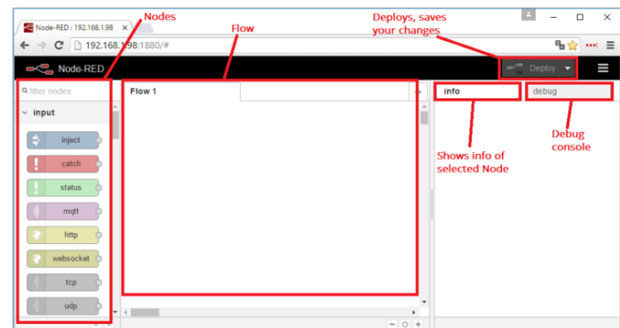 Node-RED : 192.168.1.98
Nodes
Flow
Deploys, saves
your changes
192.168.1.98:1880/#
Node-RED
Deploy
filter nodes
Flow 1
info
debug
input
inject
catch
status
mqtt
http
websocket
tcp
udp
Shows info of
selected Node
Debug
console